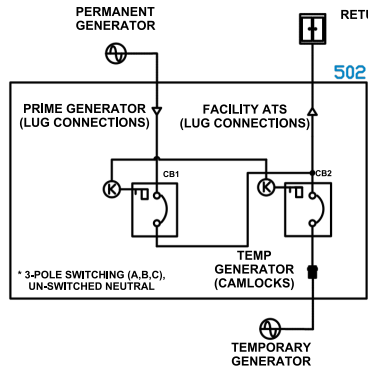 PERMANENT
GENERATOR
502
PRIME GENERATOR
(LUG CONNECTIONS)
FACILITY ATS
(LUG CONNECTIONS)
K
CB1
K
CB2
* 3-POLE SWITCHING (A,B,C),
UN-SWITCHED NEUTRAL
TEMP
GENERATOR
(CAMLOCKS)
TEMPORARY
GENERATOR